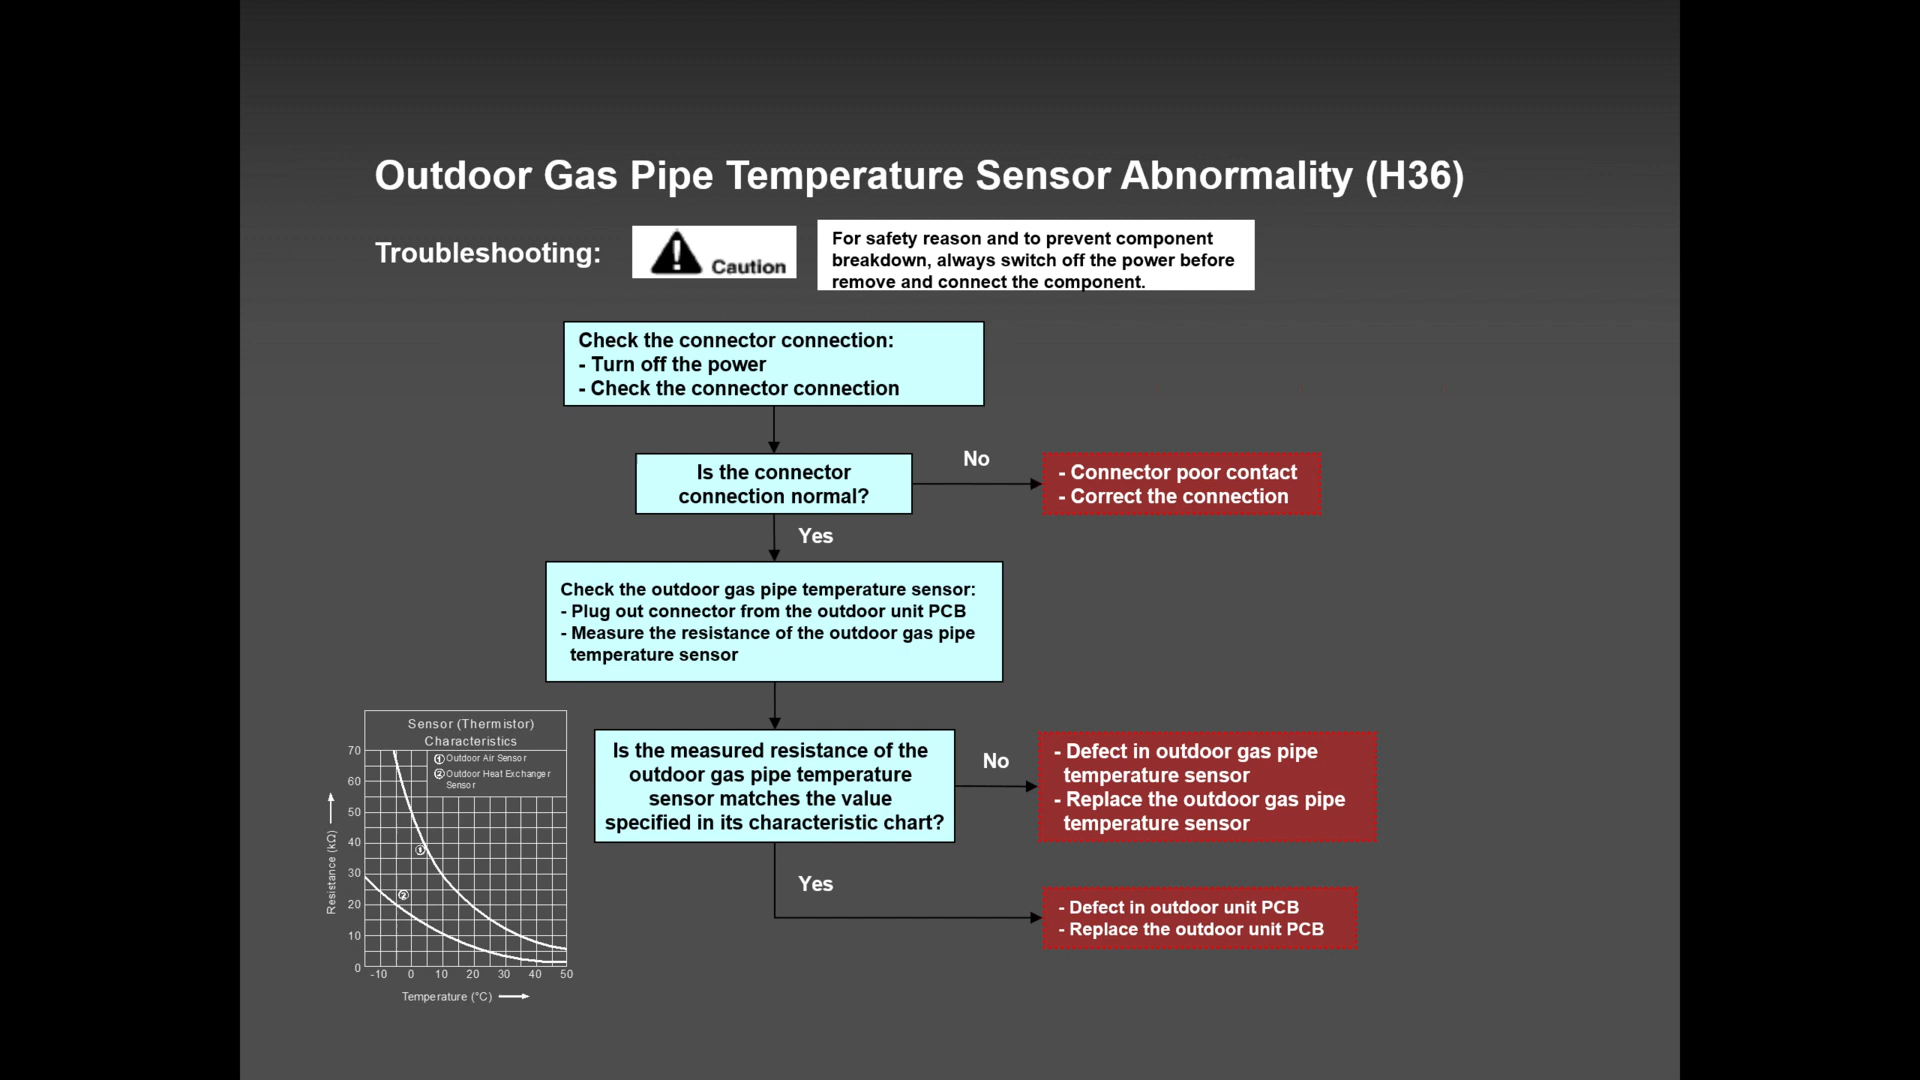 Outdoor Gas Pipe Temperature Sensor Abnormality (H36)
Troubleshooting:
Caution
For safety reason and to prevent component
breakdown, always switch off the power before
remove and connect the component.
Check the connector connection:
- Turn off the power
- Check the connector connection
Is the connector
connection normal?
No
- Connector poor contact
- Correct the connection
Yes
Check the outdoor gas pipe temperature sensor:
- Plug out connector from the outdoor unit PCB
- Measure the resistance of the outdoor gas pipe
temperature sensor
Is the measured resistance of the
outdoor gas pipe temperature
sensor matches the value
specified in its characteristic chart?
No
- Defect in outdoor gas pipe
temperature sensor
- Replace the outdoor gas pipe
temperature sensor
Yes
- Defect in outdoor unit PCB
- Replace the outdoor unit PCB
Sensor (Thermistor)
Characteristics
① Outdoor Air Sensor
② Outdoor Heat Exchanger
Sensor
70
60
50
40
30
20
10
0
①
②
Resistance (kΩ)
-10 0 10 20 30 40 50
Temperature (°C)